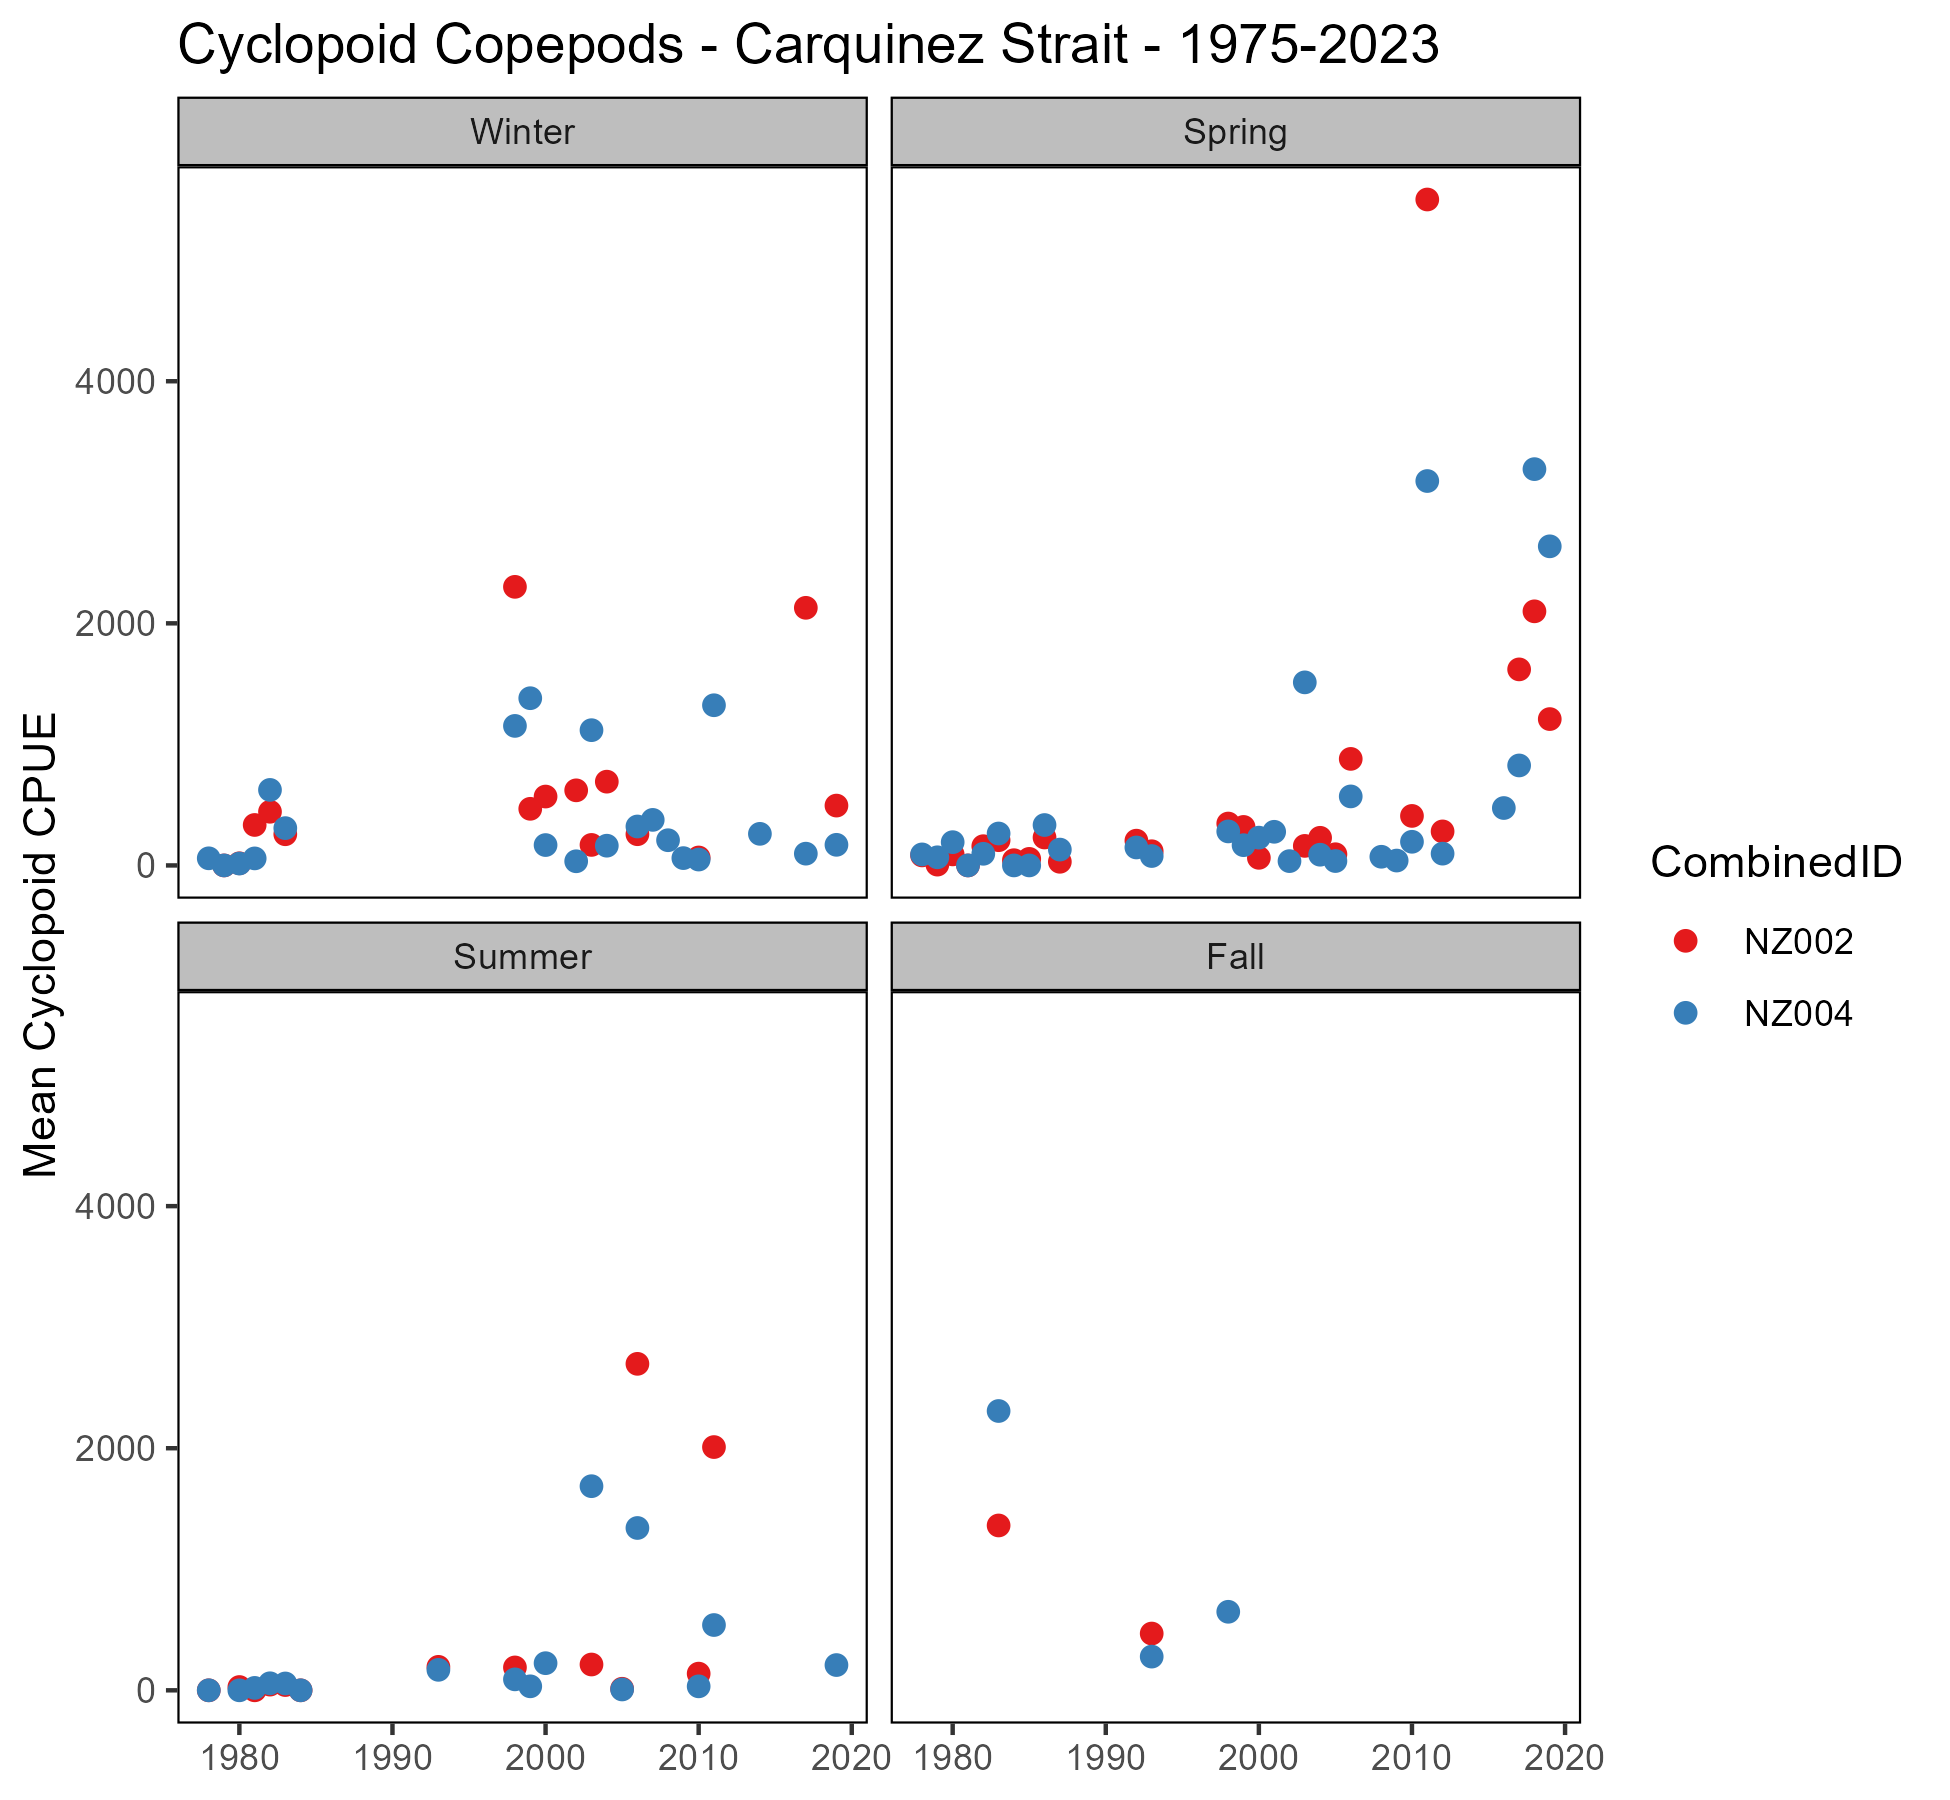 Cyclopoid Copepods - Carquinez Strait - 1975-2023
Winter
Spring
4000
2000
0
Summer
Fall
4000
2000
0
1980
1990
2000
2010
2020
1980
1990
2000
2010
2020
Mean Cyclopoid CPUE
CombinedID
NZ002
NZ004